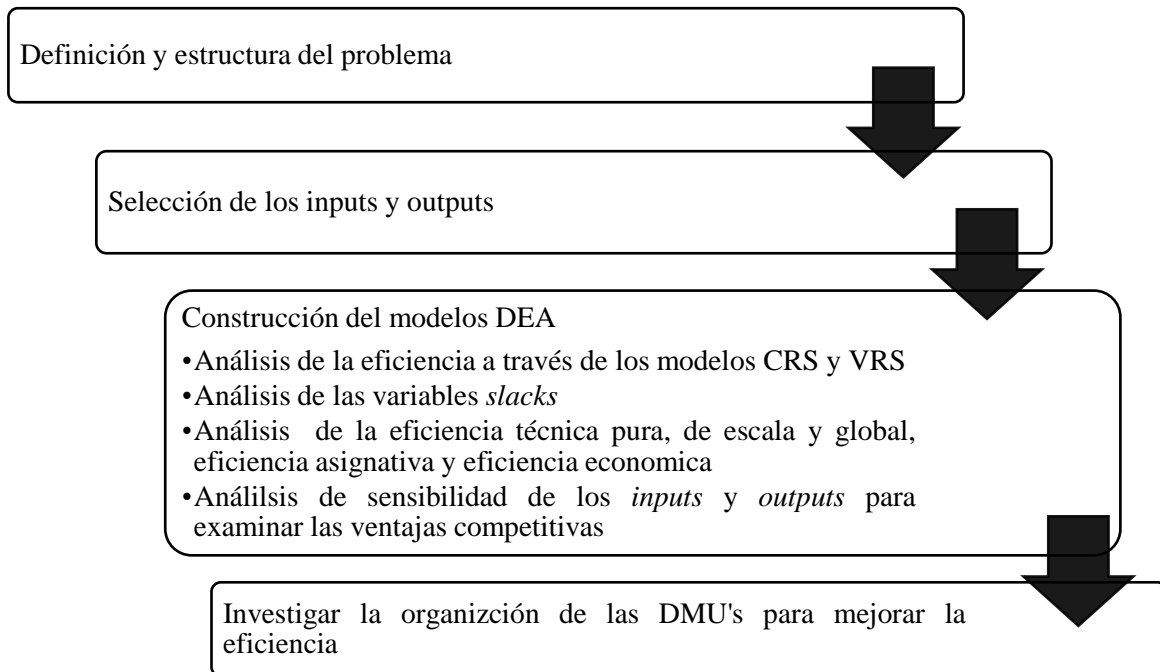 Definición y estructura del problema
Selección de los inputs y outputs
Construcción del modelos DEA
•Análisis de la eficiencia a través de los modelos CRS y VRS
•Análisis de las variables slacks
•Análisis de la eficiencia técnica pura, de escala y global,
eficiencia asignativa y eficiencia economica
•Análilsis de sensibilidad de los inputs y outputs para
examinar las ventajas competitivas
Investigar la organizción de las DMU's para mejorar la
eficiencia